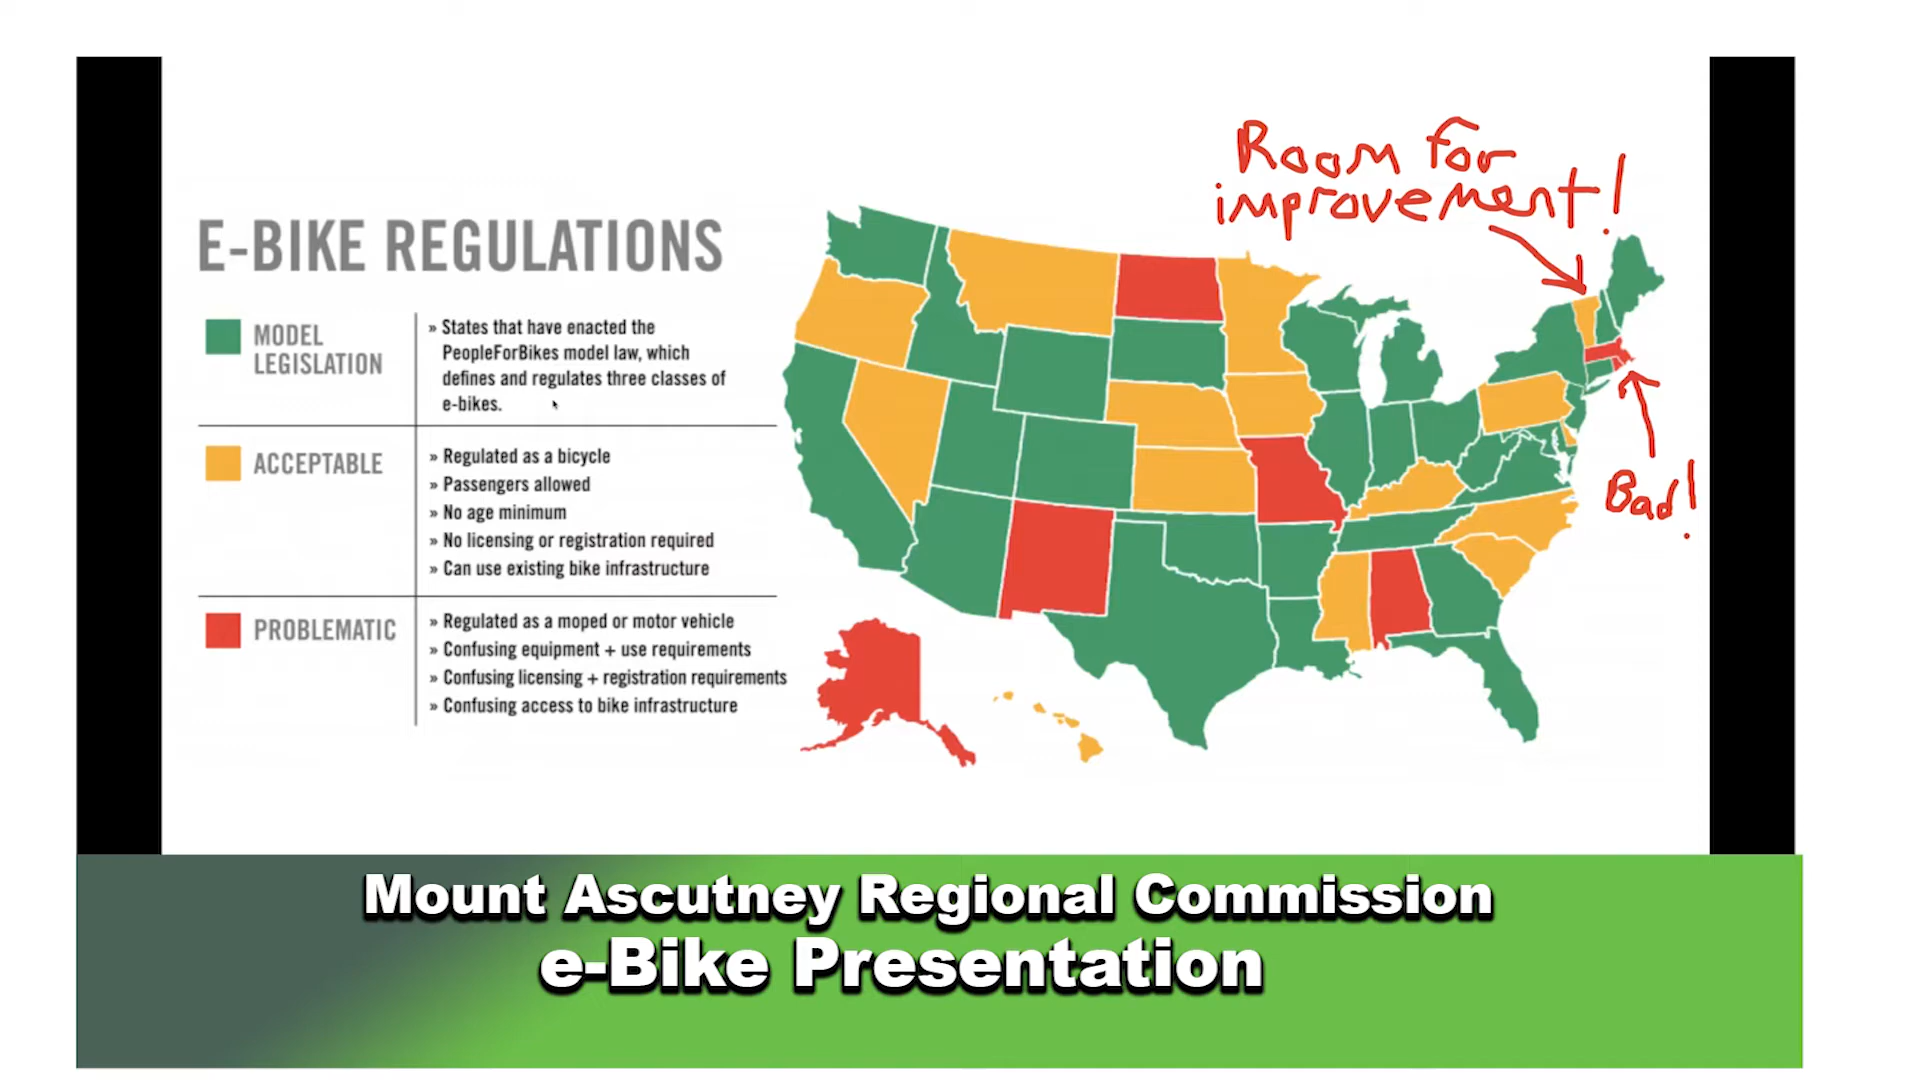 Room for
improvement!
E-BIKE REGULATIONS
MODEL
LEGISLATION
» States that have enacted the
PeopleForBikes model law, which
defines and regulates three classes of
e-bikes.
ACCEPTABLE
» Regulated as a bicycle
» Passengers allowed
» No age minimum
» No licensing or registration required
» Can use existing bike infrastructure
PROBLEMATIC
» Regulated as a moped or motor vehicle
» Confusing equipment + use requirements
» Confusing licensing + registration requirements
» Confusing access to bike infrastructure
Bad!
Mount Ascutney Regional Commission
e-Bike Presentation